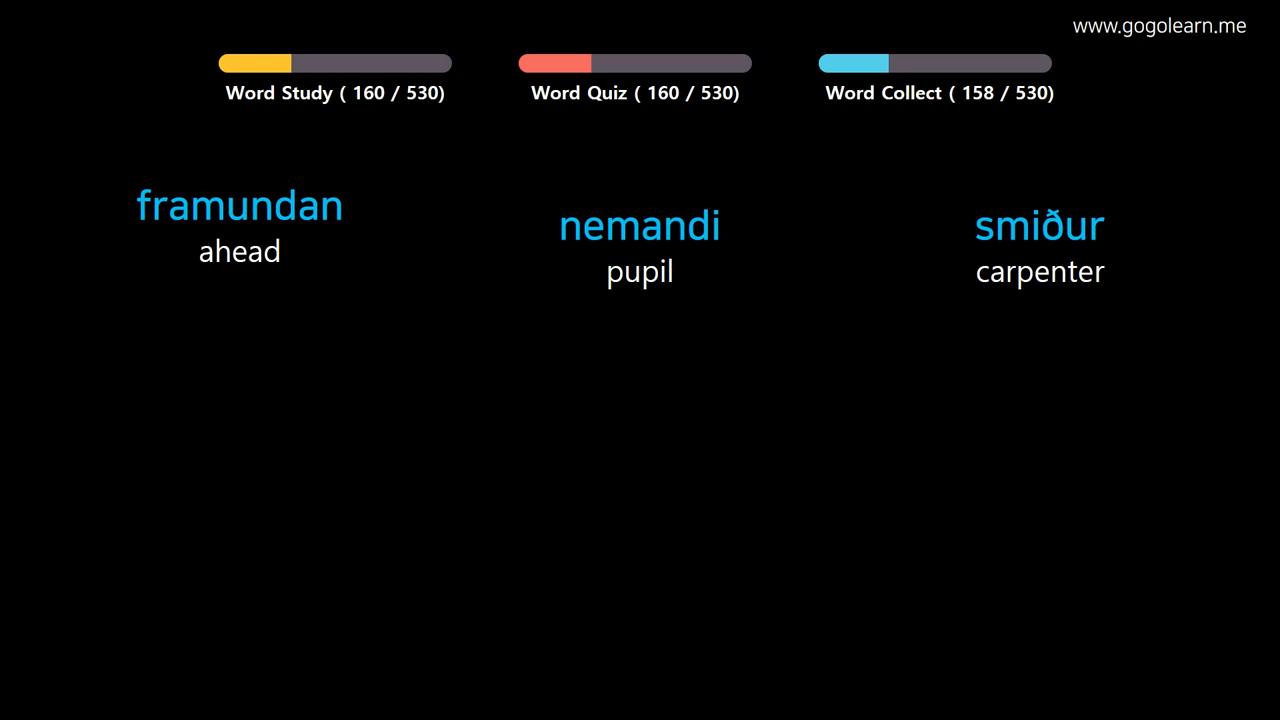 www.gogolearn.me
Word Study ( 160 / 530)
Word Quiz ( 160 / 530)
Word Collect ( 158 / 530)
framundan
ahead
nemandi
pupil
smiður
carpenter